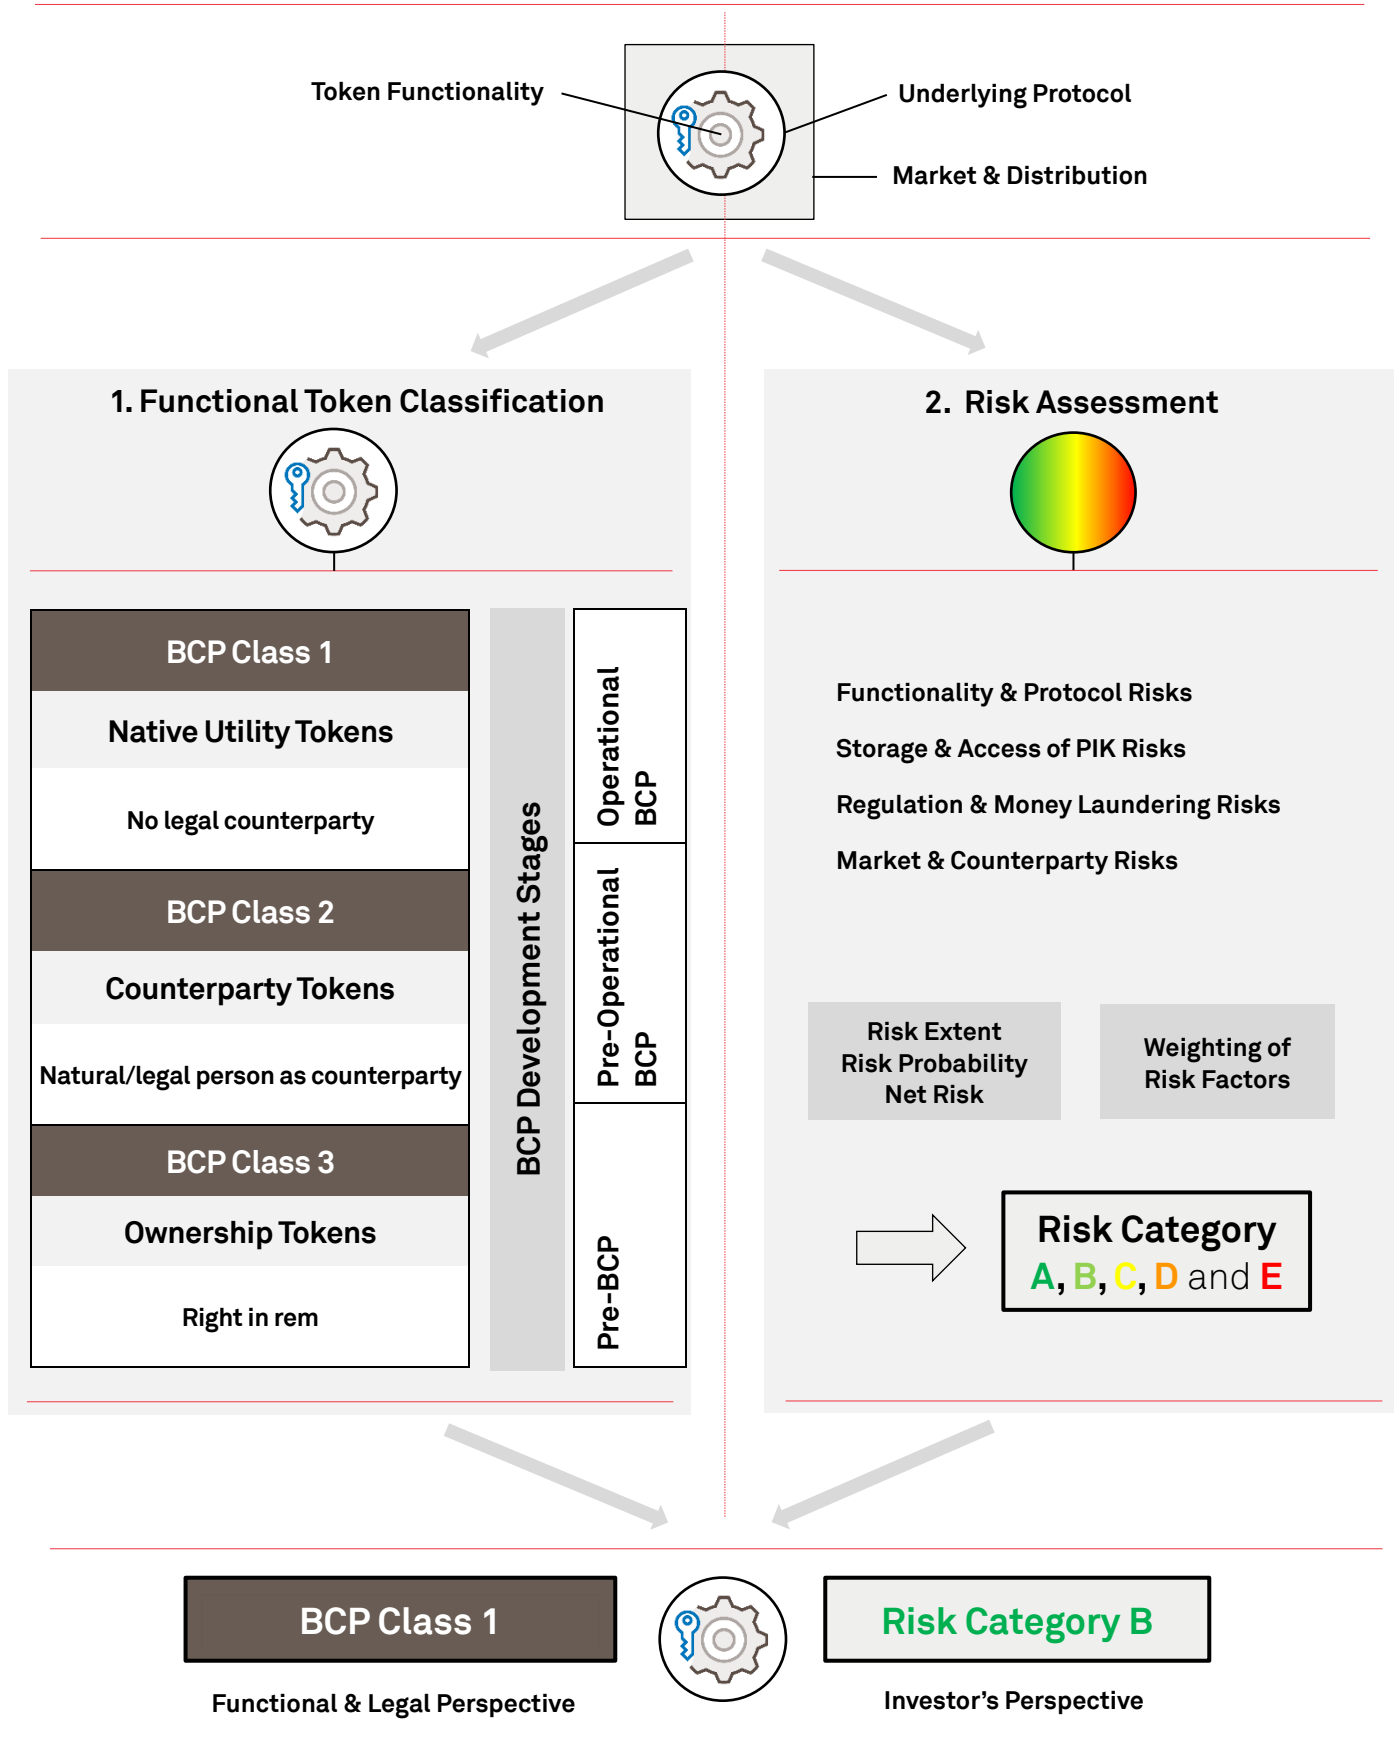 Token Functionality
Underlying Protocol
Market & Distribution
1. Functional Token Classification
BCP Class 1
Native Utility Tokens
No legal counterparty
BCP Class 2
Counterparty Tokens
Natural/legal person as counterparty
BCP Class 3
Ownership Tokens
Right in rem
BCP Development Stages
Operational
BCP
Pre-Operational
BCP
Pre-BCP
2. Risk Assessment
Functionality & Protocol Risks
Storage & Access of PIK Risks
Regulation & Money Laundering Risks
Market & Counterparty Risks
Risk Extent
Risk Probability
Net Risk
Weighting of
Risk Factors
Risk Category
A, B, C, D and E
BCP Class 1
Functional & Legal Perspective
Risk Category B
Investor’s Perspective